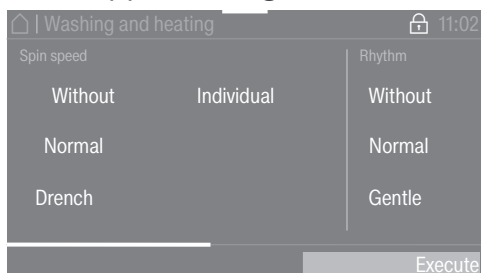 | Washing and heating 11:02
Spin speed Rhythm
Without Individual Without
Normal Normal
Drench Gentle
Execute